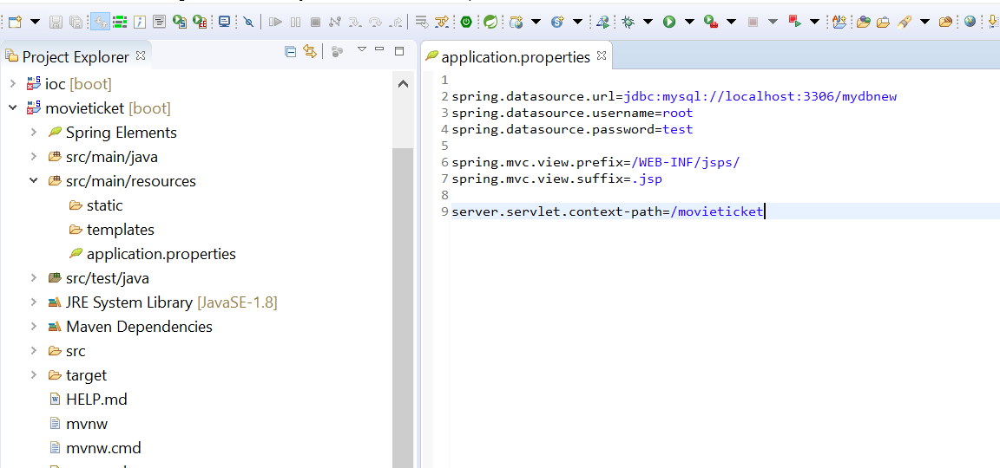 Project Explorer
ioc [boot]
movieticket [boot]
Spring Elements
src/main/java
src/main/resources
static
templates
application.properties
src/test/java
JRE System Library [JavaSE-1.8]
Maven Dependencies
src
target
HELP.md
mvnw
mvnw.cmd
application.properties
1
2 spring.datasource.url=jdbc:mysql://localhost:3306/mydbnew
3 spring.datasource.username=root
4 spring.datasource.password=test
5
6 spring.mvc.view.prefix=/WEB-INF/jsps/
7 spring.mvc.view.suffix=.jsp
8
9 server.servlet.context-path=/movieticket